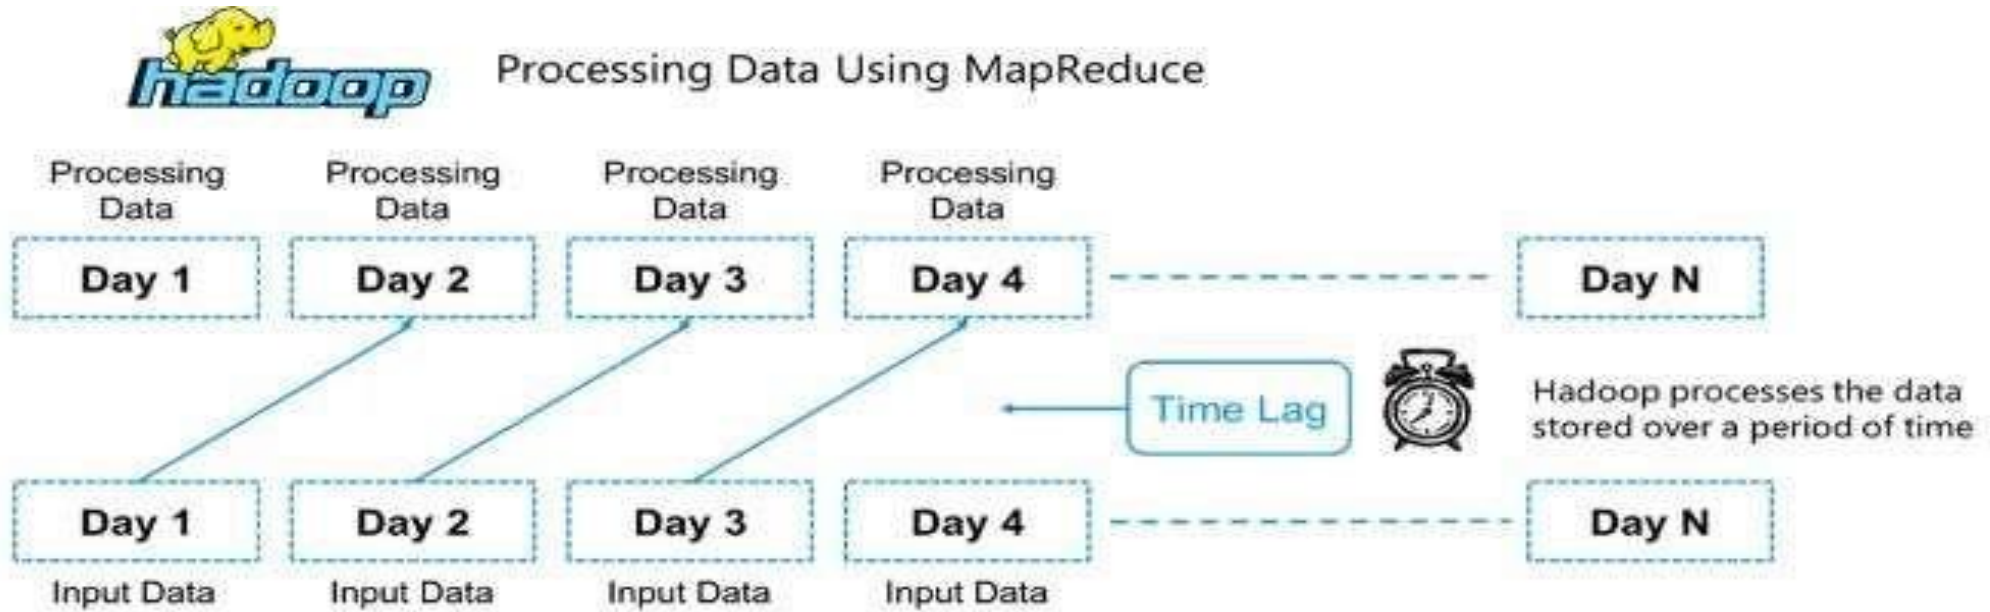 hadoop
Processing Data Using MapReduce
Processing
Data
Processing
Data
Processing
Data
Processing
Data
Day 1
Day 2
Day 3
Day 4
Day N
Time Lag
Hadoop processes the data
stored over a period of time
Day 1
Day 2
Day 3
Day 4
Day N
Input Data
Input Data
Input Data
Input Data